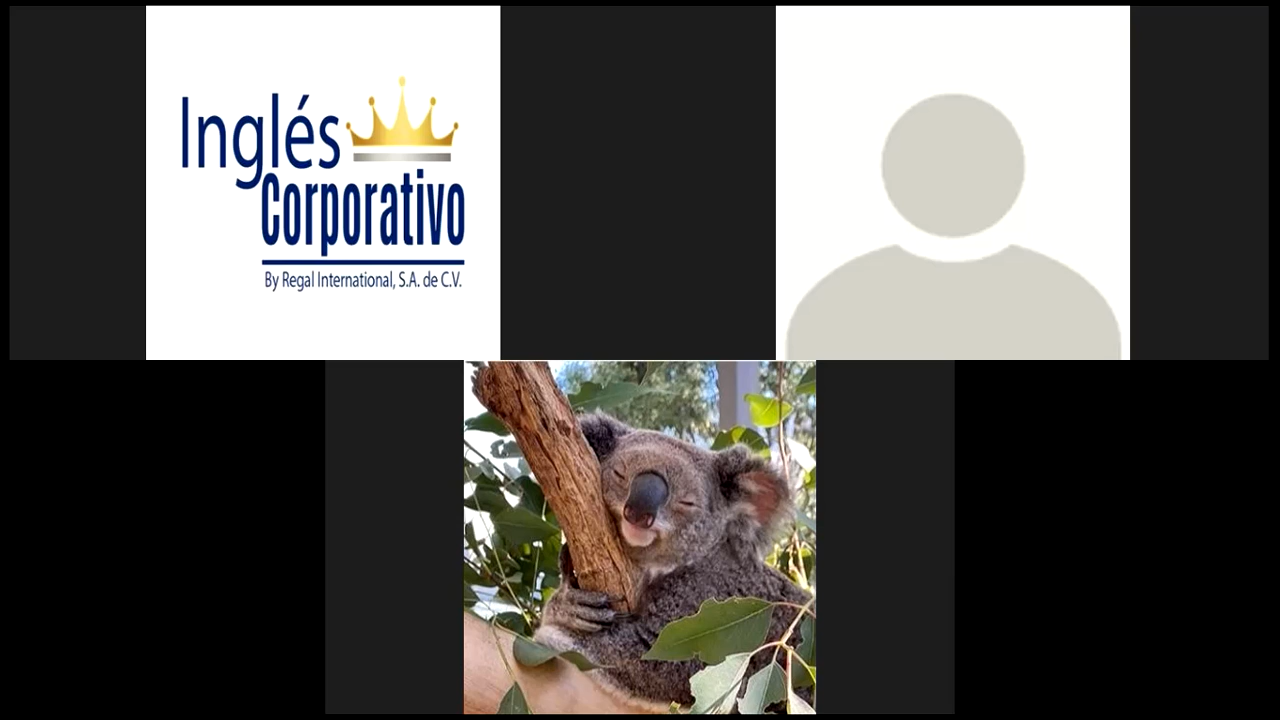 Inglés
Corporativo
By Regal International, S.A. de C.V.